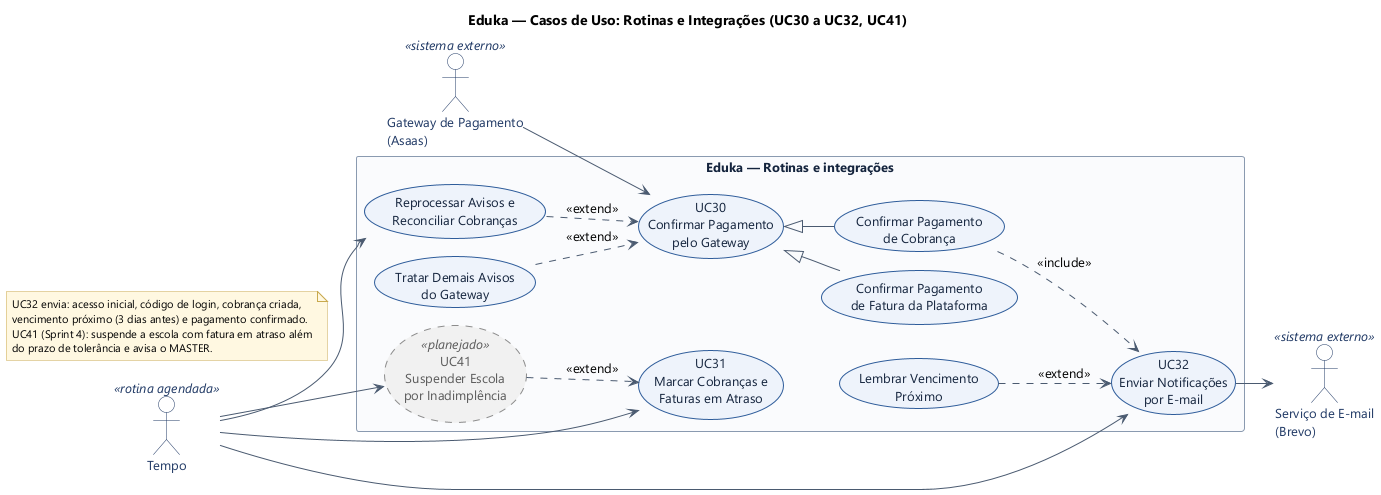 Eduka — Casos de Uso: Rotinas e Integrações (UC30 a UC32, UC41)
«sistema externo»
Gateway de Pagamento
(Asaas)
Eduka — Rotinas e integrações
Reprocessar Avisos e
Reconciliar Cobranças
«extend»
UC30
Confirmar Pagamento
pelo Gateway
Confirmar Pagamento
de Cobrança
«extend»
«include»
Tratar Demais Avisos
do Gateway
Confirmar Pagamento
de Fatura da Plataforma
UC32 envia: acesso inicial, código de login, cobrança criada,
vencimento próximo (3 dias antes) e pagamento confirmado.
UC41 (Sprint 4): suspende a escola com fatura em atraso além
do prazo de tolerância e avisa o MASTER.
«planejado»
UC41
Suspender Escola
por Inadimplência
«extend»
UC31
Marcar Cobranças e
Faturas em Atraso
Lembrar Vencimento
Próximo
«extend»
UC32
Enviar Notificações
por E-mail
«sistema externo»
Serviço de E-mail
(Brevo)
«rotina agendada»
Tempo